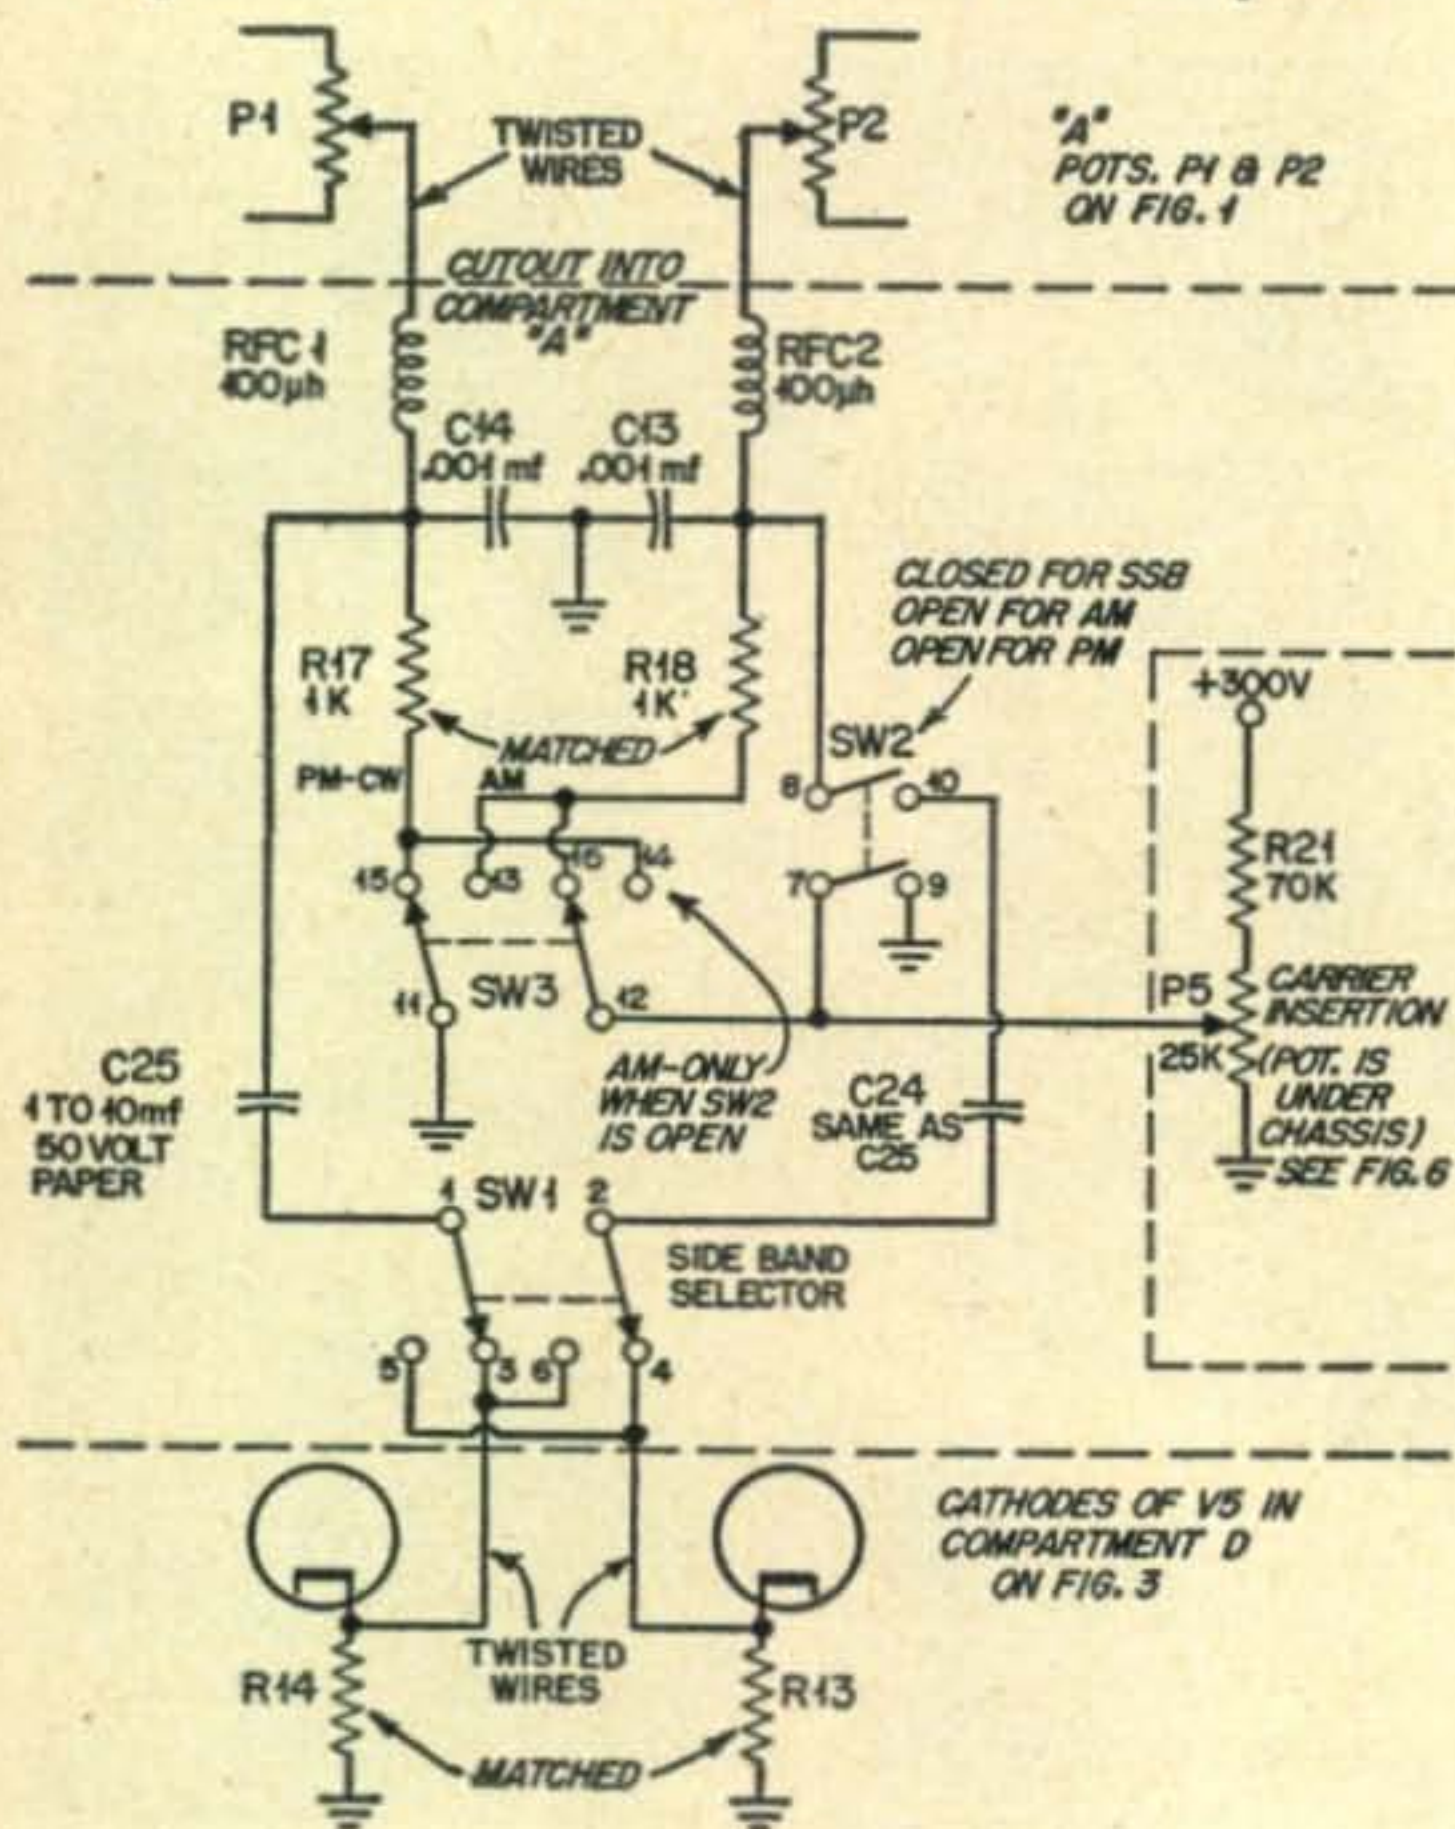 P1
TWISTED
WIRES
P2
"A"
POTS. P1 & P2
ON FIG. 1
CUTOUT INTO
COMPARTMENT
"A"
RFC 1
100μh
RFC2
100μh
C14
.001 mf
C13
.001 mf
CLOSED FOR SSB
OPEN FOR AM
OPEN FOR PM
R17
1K
R18
1K
MATCHED
PM-CW
AM
SW2
8
10
7
9
+300V
R21
70K
15
13
16
14
11
SW3
12
P5
25K
CARRIER
INSERTION
(POT. IS
UNDER
CHASSIS)
SEE FIG. 6
AM-ONLY
WHEN SW2
IS OPEN
C25
1 TO 10mf
50 VOLT
PAPER
C24
SAME AS
C25
1
SW1
2
SIDE BAND
SELECTOR
5
3
6
4
CATHODES OF V5 IN
COMPARTMENT D
ON FIG. 3
TWISTED
WIRES
R14
R13
MATCHED